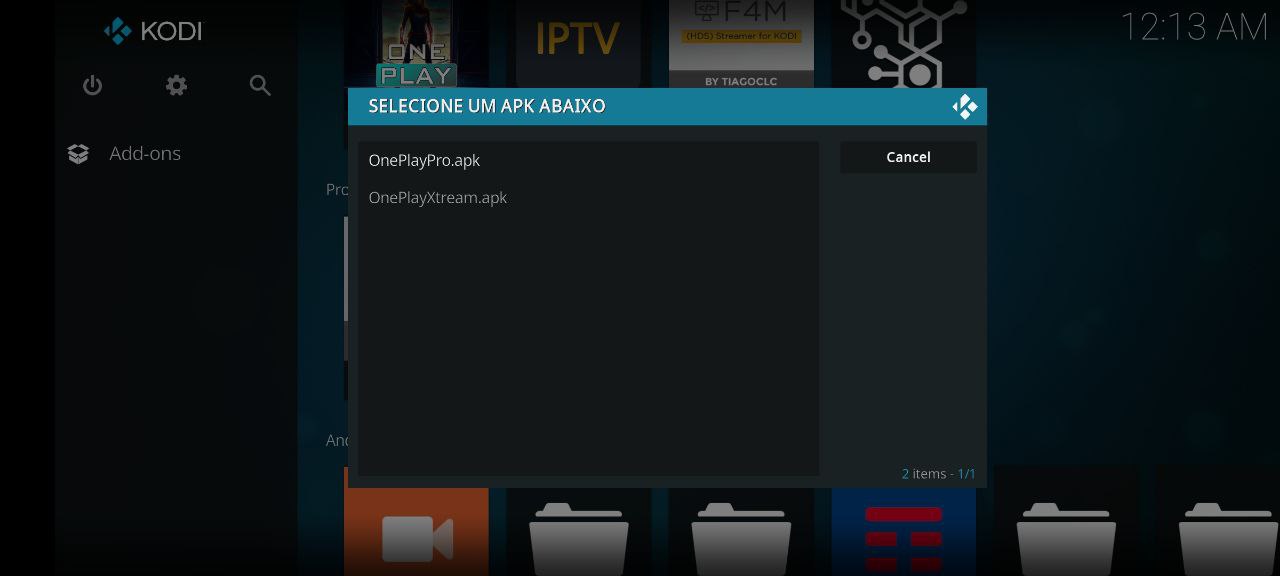 KODI
ONE
PLAY
IPTV
F4M
(HDS) Streamer for KODI
BY TIAGOCLC
12:13 AM
SELECIONE UM APK ABAIXO
OnePlayPro.apk
OnePlayXtream.apk
Cancel
Add-ons
Pro
And
2 items - 1/1